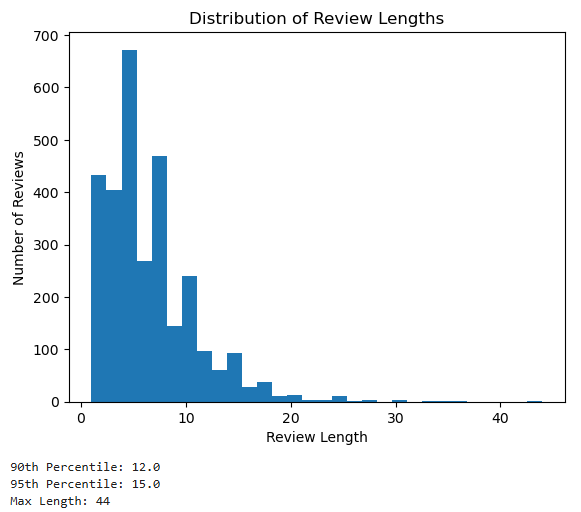 Distribution of Review Lengths
700
600
500
400
300
200
100
0
Number of Reviews
0 10 20 30 40
Review Length
90th Percentile: 12.0
95th Percentile: 15.0
Max Length: 44